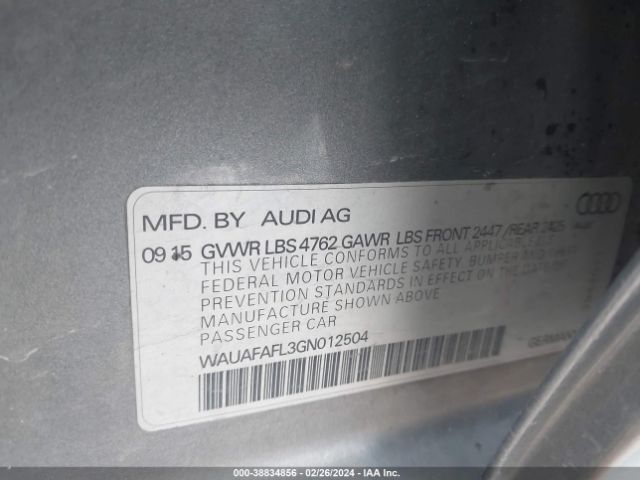 MFD. BY AUDI AG
09 15 GVWR LBS 4762 GAWR LBS FRONT 2447 / REAR 2425
THIS VEHICLE CONFORMS TO ALL APPLICABLE
FEDERAL MOTOR VEHICLE SAFETY, BUMPER AND THEFT
PREVENTION STANDARDS IN EFFECT ON THE DATE OF
MANUFACTURE SHOWN ABOVE
PASSENGER CAR
WAUAFAFL3GN012504
GERMANY
000-38834856 - 02/26/2024 - IAA Inc.